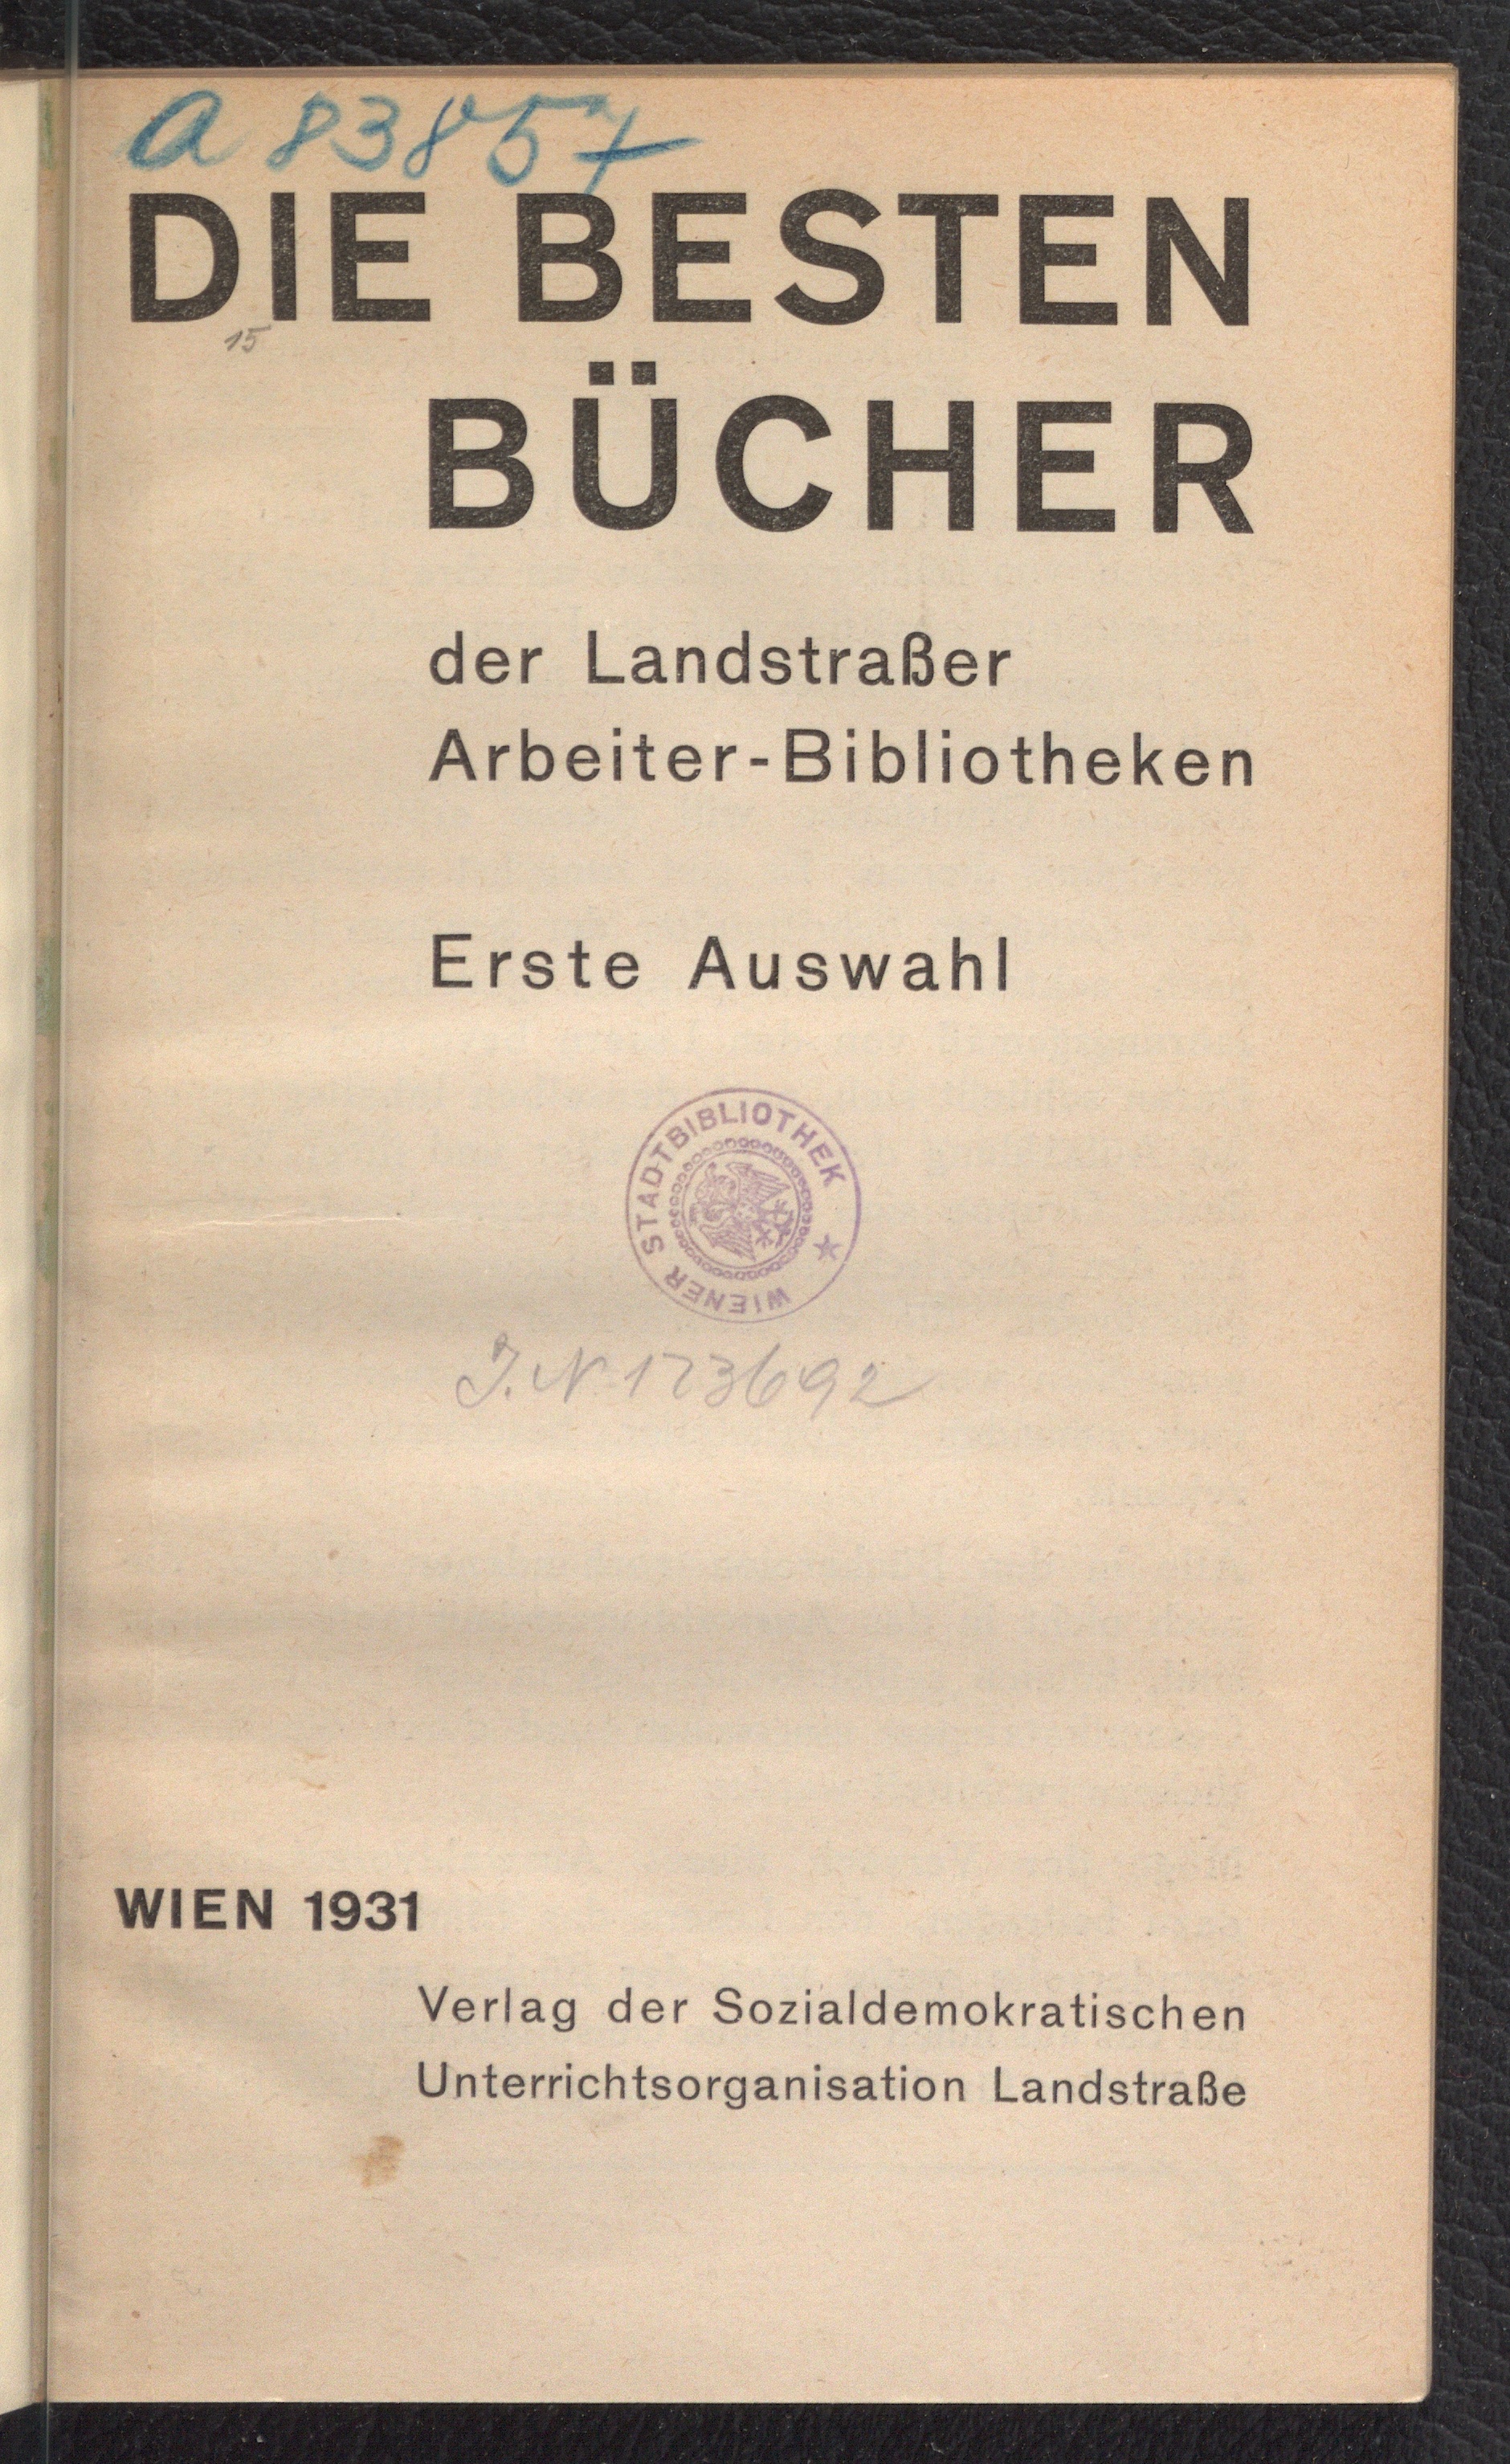 A 83857
DIE BESTEN
15
BÜCHER
der Landstraßer
Arbeiter-Bibliotheken
Erste Auswahl
WIENER STADTBIBLIOTHEK
J.N 173692
WIEN 1931
Verlag der Sozialdemokratischen
Unterrichtsorganisation Landstraße